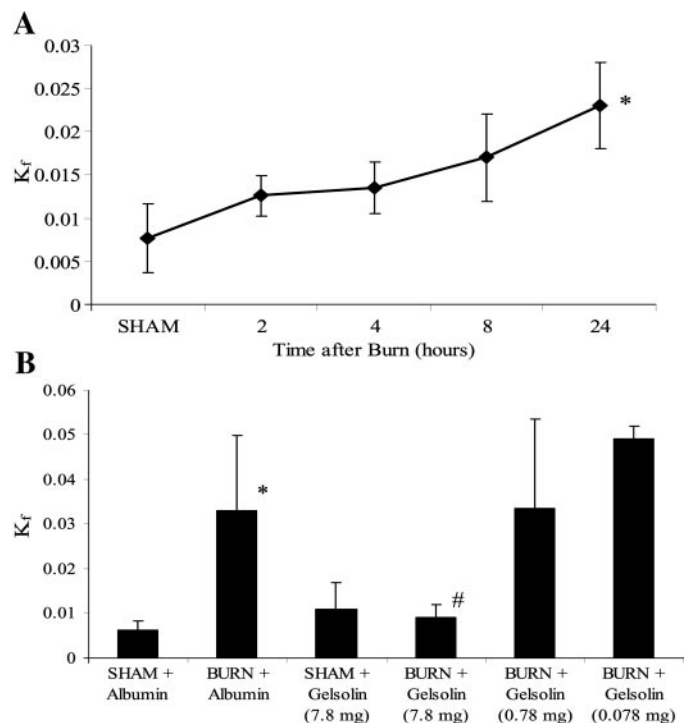 A
0.03
0.025
0.02
0.015
0.01
0.005
0
Kf
*
SHAM 2 4 8 24
Time after Burn (hours)
B
0.06
0.05
0.04
0.03
0.02
0.01
0
Kf
*
#
SHAM + BURN + SHAM + BURN + BURN + BURN +
Albumin Albumin Gelsolin Gelsolin Gelsolin Gelsolin
(7.8 mg) (7.8 mg) (0.78 mg) (0.078 mg)